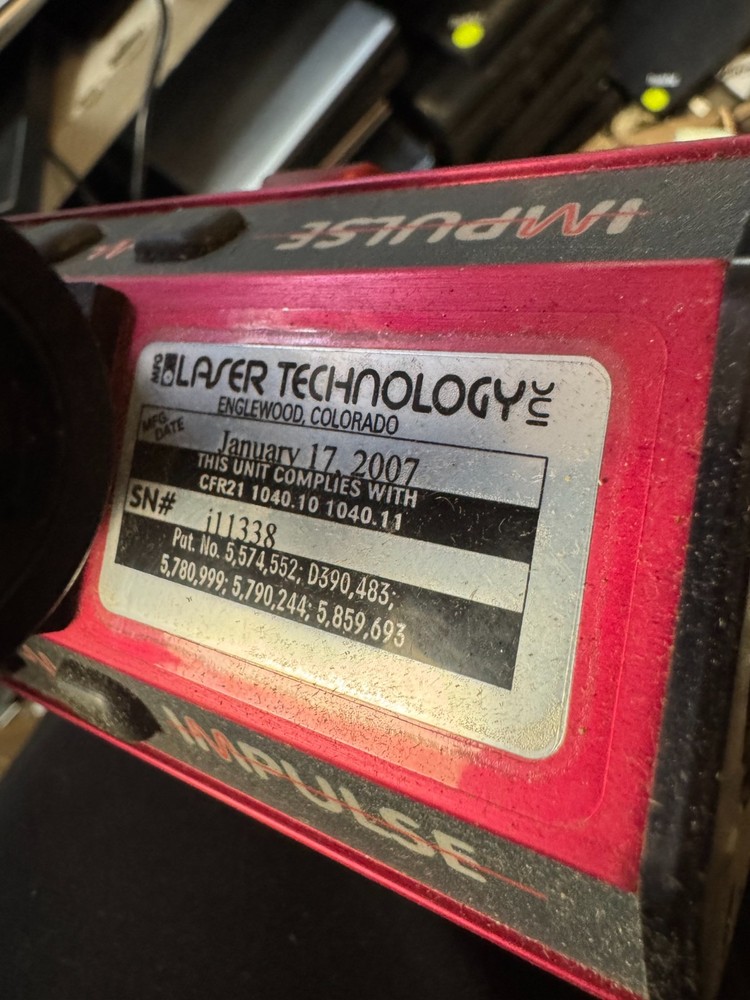 IMPULSE
MFG BY LASER TECHNOLOGY INC
ENGLEWOOD, COLORADO
MFG. DATE
January 17, 2007
THIS UNIT COMPLIES WITH
CFR21 1040.10 1040.11
SN#
i11338
Pat. No. 5,574,552; D390,483;
5,780,999; 5,790,244; 5,859,693
IMPULSE